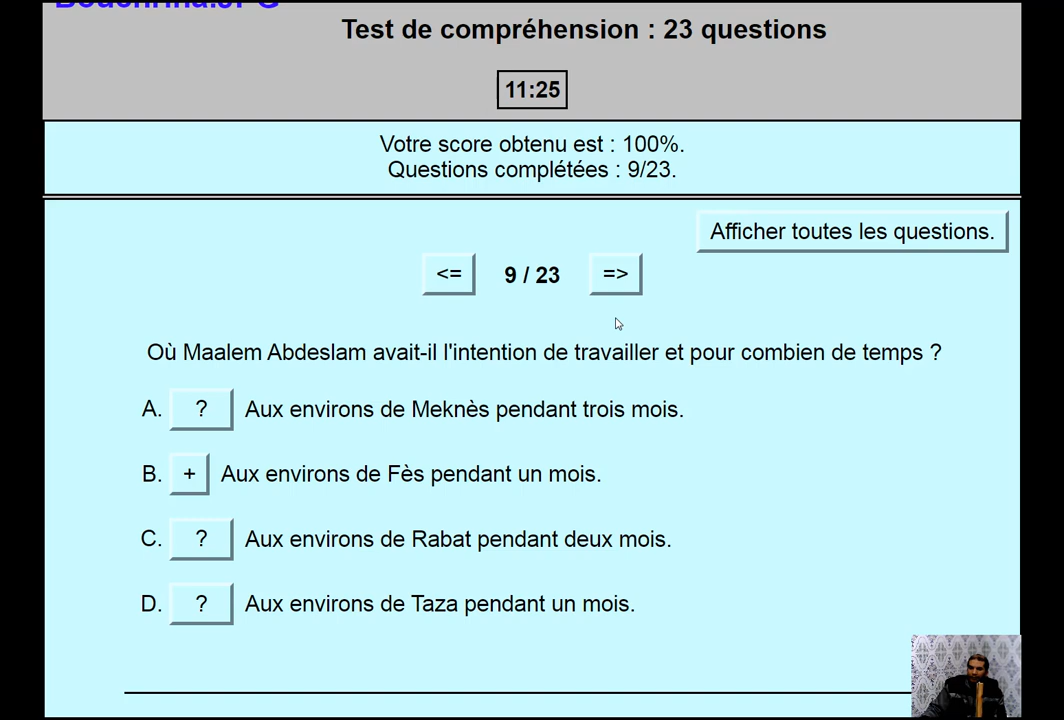 Test de compréhension : 23 questions
11:25
Votre score obtenu est : 100%.
Questions complétées : 9/23.
Afficher toutes les questions.
<= 9 / 23 =>
Où Maalem Abdeslam avait-il l'intention de travailler et pour combien de temps ?
A. ? Aux environs de Meknès pendant trois mois.
B. + Aux environs de Fès pendant un mois.
C. ? Aux environs de Rabat pendant deux mois.
D. ? Aux environs de Taza pendant un mois.